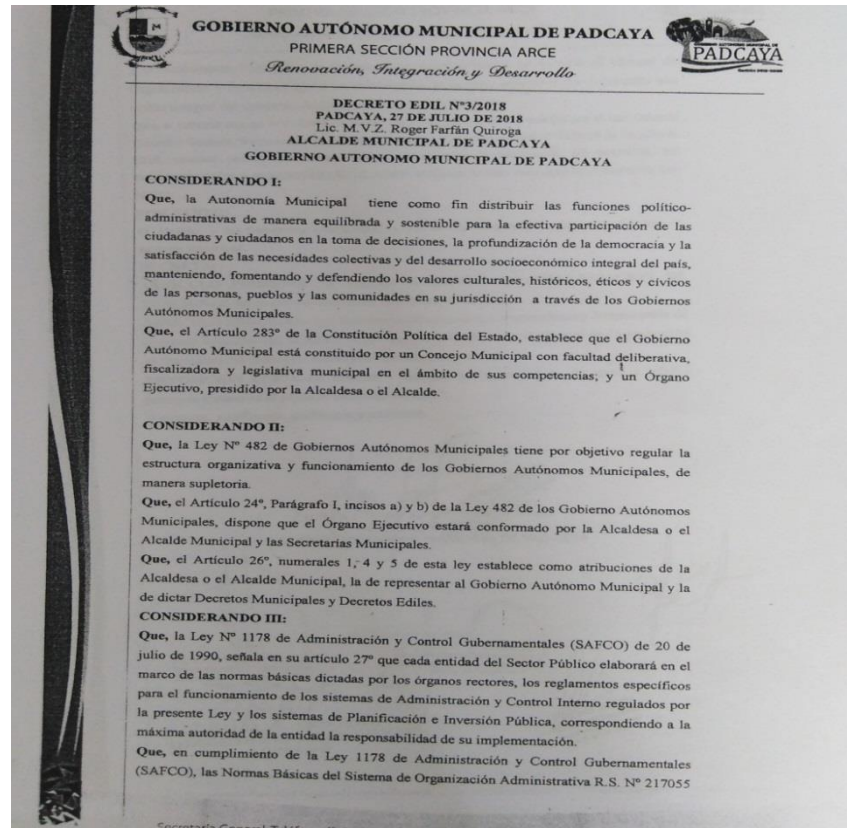 GOBIERNO AUTÓNOMO MUNICIPAL DE PADCAYA
PRIMERA SECCIÓN PROVINCIA ARCE
Renovación, Integración y Desarrollo
PADCAYA
DECRETO EDIL Nº3/2018
PADCAYA, 27 DE JULIO DE 2018
Lic. M.V.Z. Roger Farfán Quiroga
ALCALDE MUNICIPAL DE PADCAYA
GOBIERNO AUTONOMO MUNICIPAL DE PADCAYA
CONSIDERANDO I:
Que, la Autonomía Municipal tiene como fin distribuir las funciones político-
administrativas de manera equilibrada y sostenible para la efectiva participación de las
ciudadanas y ciudadanos en la toma de decisiones, la profundización de la democracia y la
satisfacción de las necesidades colectivas y del desarrollo socioeconómico integral del país,
manteniendo, fomentando y defendiendo los valores culturales, históricos, éticos y cívicos
de las personas, pueblos y las comunidades en su jurisdicción a través de los Gobiernos
Autónomos Municipales.
Que, el Artículo 283º de la Constitución Política del Estado, establece que el Gobierno
Autónomo Municipal está constituido por un Concejo Municipal con facultad deliberativa,
fiscalizadora y legislativa municipal en el ámbito de sus competencias; y un Órgano
Ejecutivo, presidido por la Alcaldesa o el Alcalde.
CONSIDERANDO II:
Que, la Ley Nº 482 de Gobiernos Autónomos Municipales tiene por objetivo regular la
estructura organizativa y funcionamiento de los Gobiernos Autónomos Municipales, de
manera supletoria.
Que, el Artículo 24º, Parágrafo I, incisos a) y b) de la Ley 482 de los Gobierno Autónomos
Municipales, dispone que el Órgano Ejecutivo estará conformado por la Alcaldesa o el
Alcalde Municipal y las Secretarías Municipales.
Que, el Artículo 26º, numerales 1, 4 y 5 de esta ley establece como atribuciones de la
Alcaldesa o el Alcalde Municipal, la de representar al Gobierno Autónomo Municipal y la
de dictar Decretos Municipales y Decretos Ediles.
CONSIDERANDO III:
Que, la Ley Nº 1178 de Administración y Control Gubernamentales (SAFCO) de 20 de
julio de 1990, señala en su artículo 27º que cada entidad del Sector Público elaborará en el
marco de las normas básicas dictadas por los órganos rectores, los reglamentos específicos
para el funcionamiento de los sistemas de Administración y Control Interno regulados por
la presente Ley y los sistemas de Planificación e Inversión Pública, correspondiendo a la
máxima autoridad de la entidad la responsabilidad de su implementación.
Que, en cumplimiento de la Ley 1178 de Administración y Control Gubernamentales
(SAFCO), las Normas Básicas del Sistema de Organización Administrativa R.S. Nº 217055